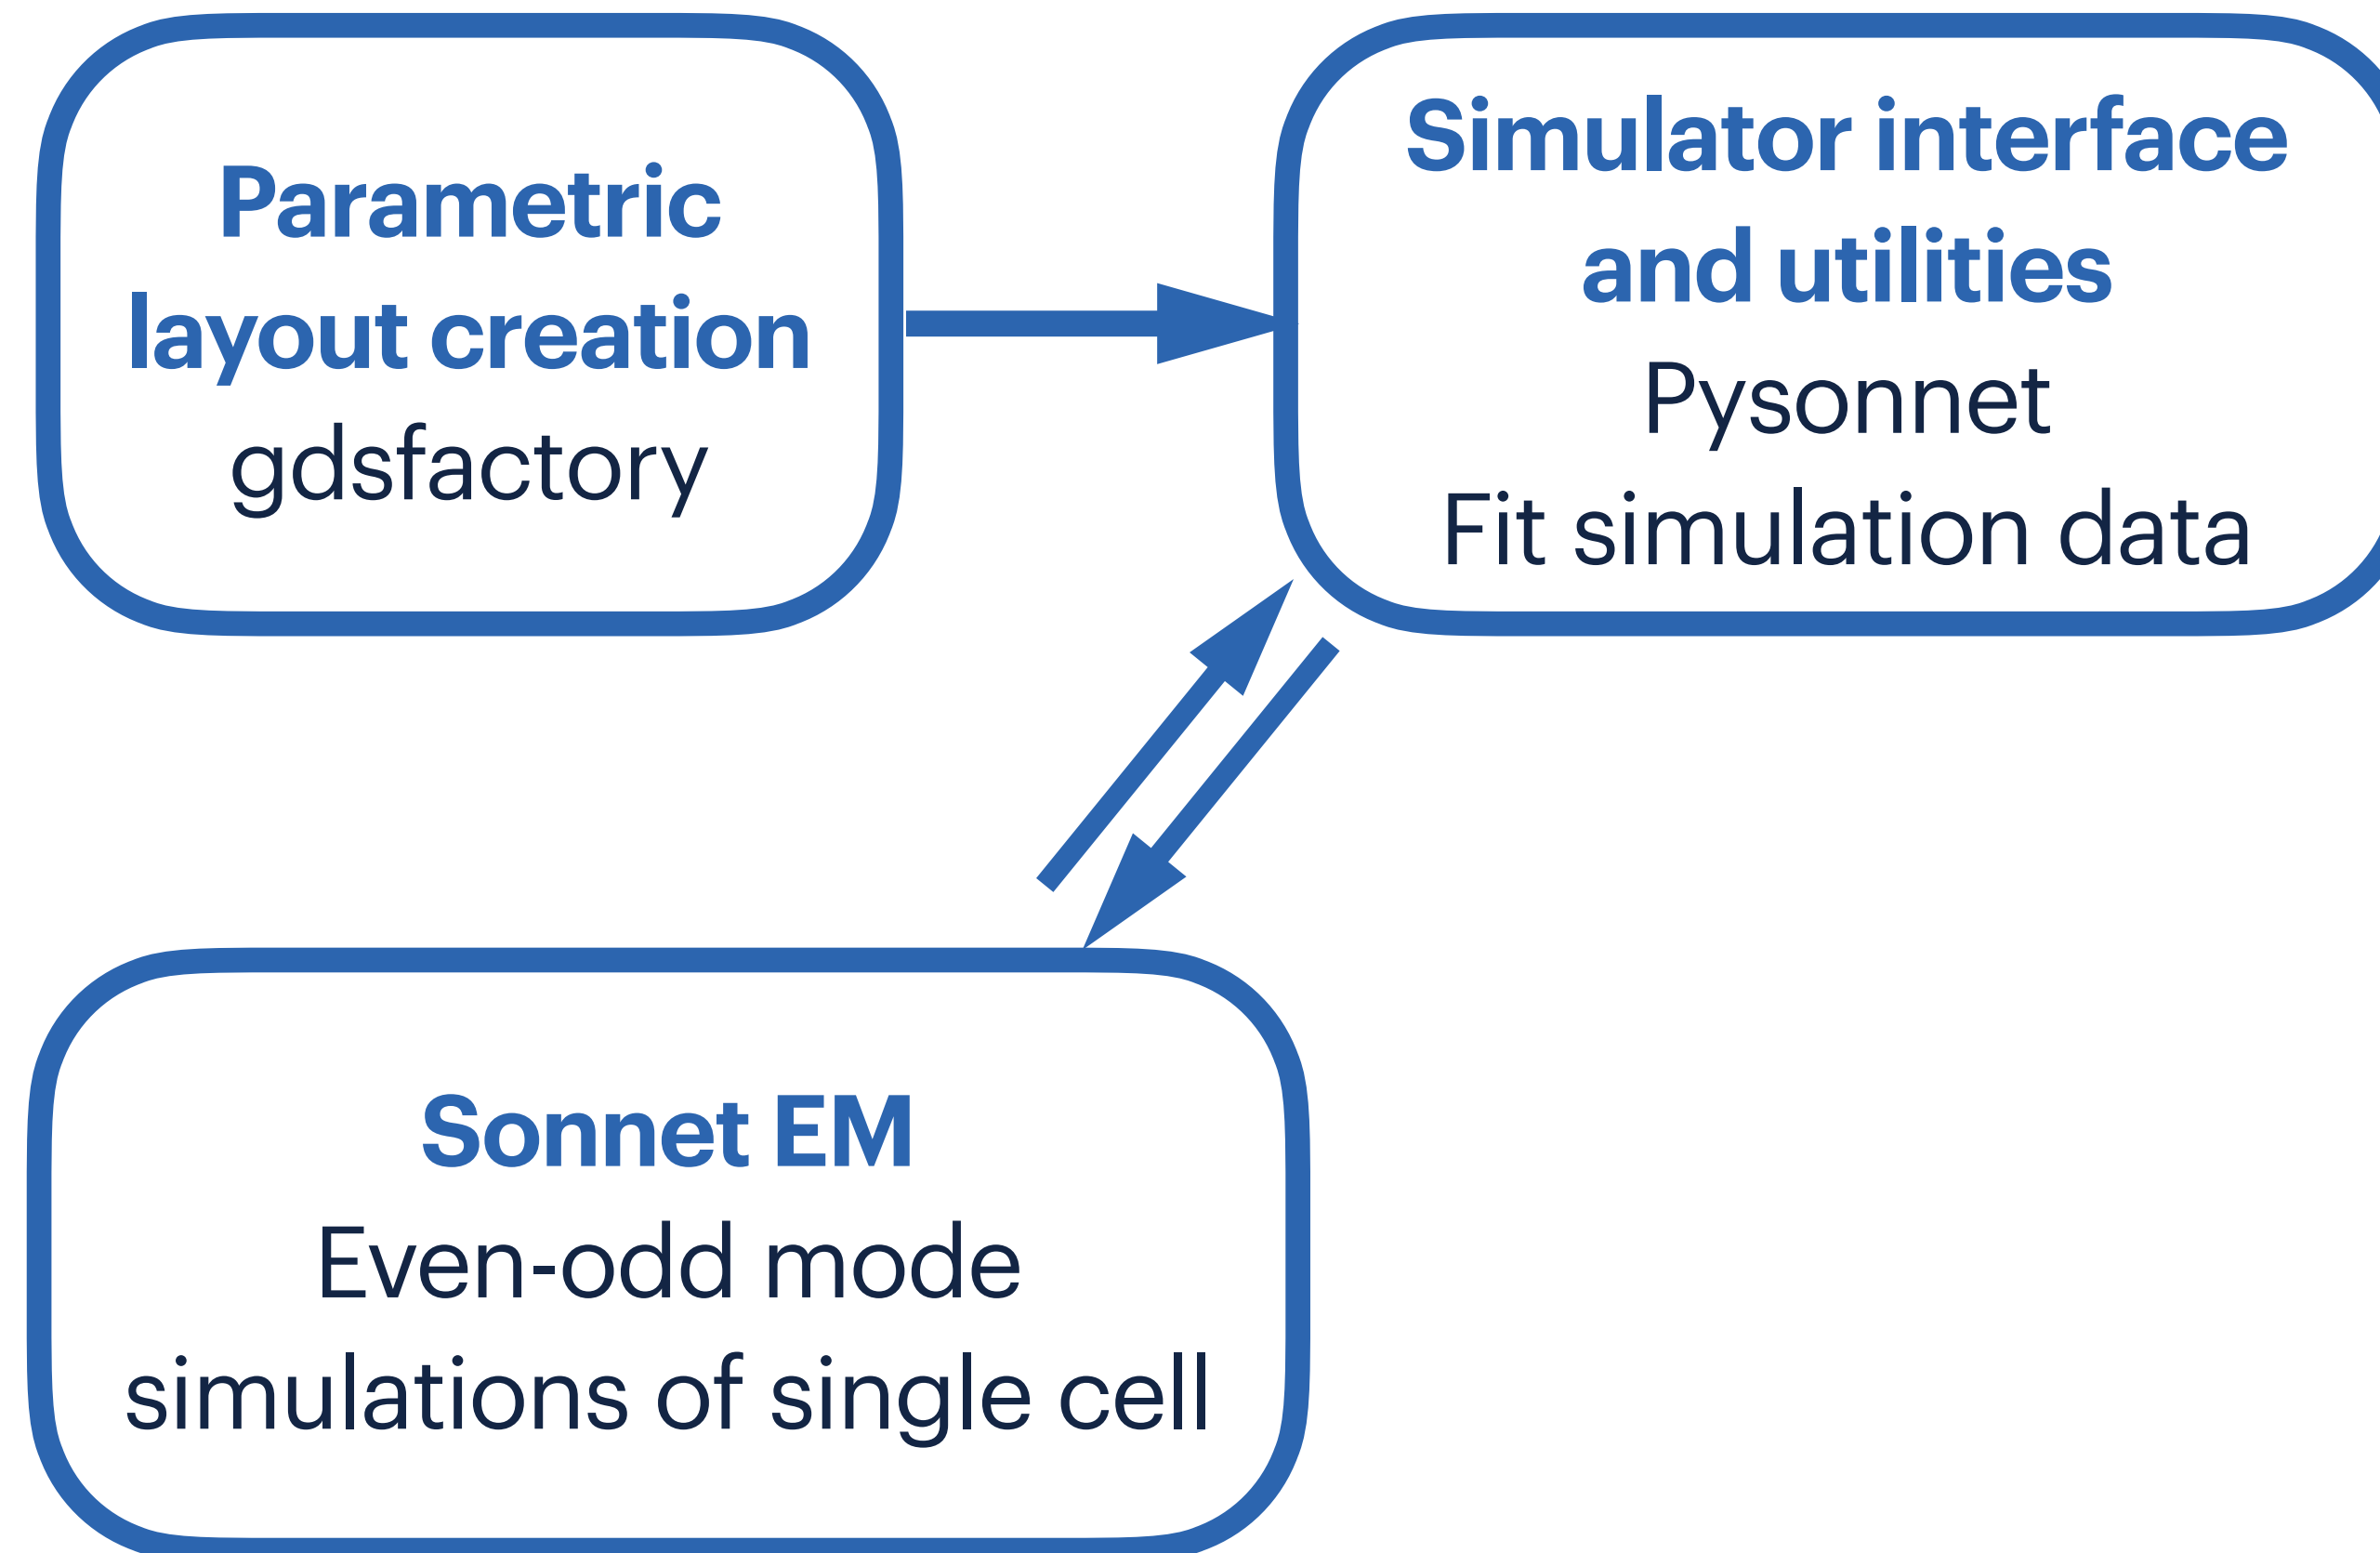 Parametric
layout creation
gdsfactory
Simulator interface
and utilities
Pysonnet
Fit simulation data
Sonnet EM
Even-odd mode
simulations of single cell